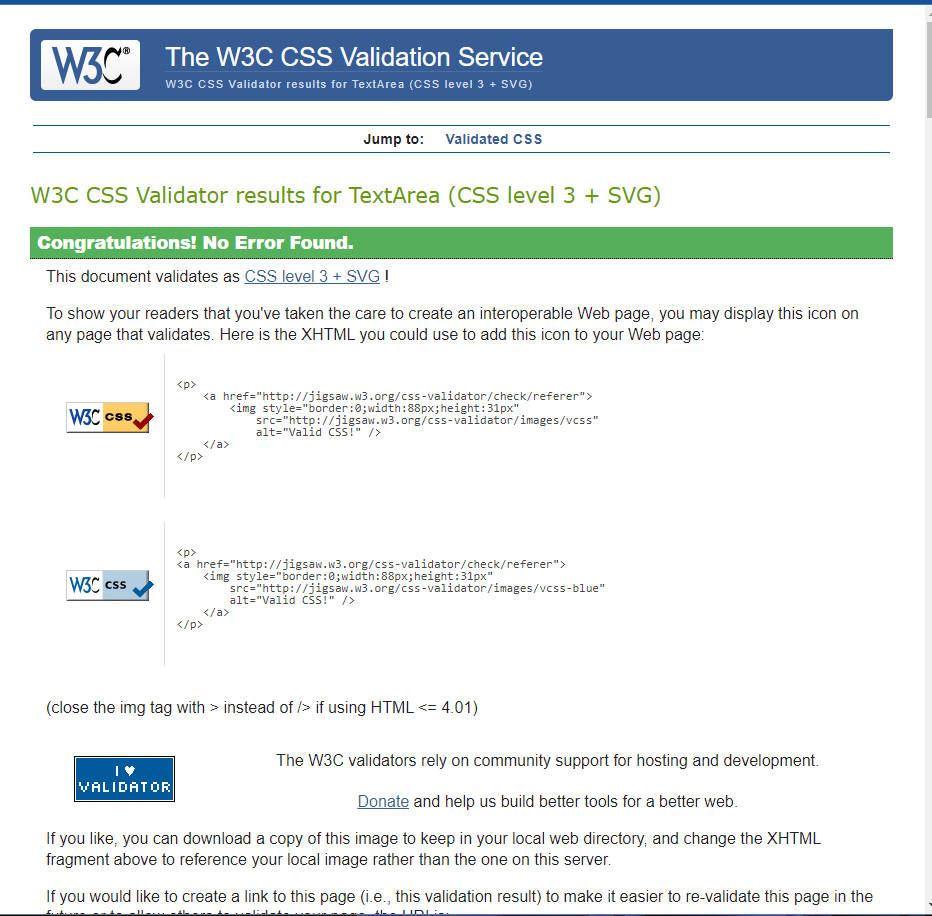 W3C®
The W3C CSS Validation Service
W3C CSS Validator results for TextArea (CSS level 3 + SVG)
Jump to: Validated CSS
W3C CSS Validator results for TextArea (CSS level 3 + SVG)
Congratulations! No Error Found.
This document validates as CSS level 3 + SVG !
To show your readers that you've taken the care to create an interoperable Web page, you may display this icon on
any page that validates. Here is the XHTML you could use to add this icon to your Web page:
W3C css
<p>
<a href="http://jigsaw.w3.org/css-validator/check/referer">
<img style="border:0;width:88px;height:31px"
src="http://jigsaw.w3.org/css-validator/images/vcss"
alt="Valid CSS!" />
</a>
</p>
W3C css
<p>
<a href="http://jigsaw.w3.org/css-validator/check/referer">
<img style="border:0;width:88px;height:31px"
src="http://jigsaw.w3.org/css-validator/images/vcss-blue"
alt="Valid CSS!" />
</a>
</p>
(close the img tag with > instead of /> if using HTML <= 4.01)
I ♥
VALIDATOR
The W3C validators rely on community support for hosting and development.
Donate and help us build better tools for a better web.
If you like, you can download a copy of this image to keep in your local web directory, and change the XHTML
fragment above to reference your local image rather than the one on this server.
If you would like to create a link to this page (i.e., this validation result) to make it easier to re-validate this page in the
future or to allow others to validate your page, the URI is: